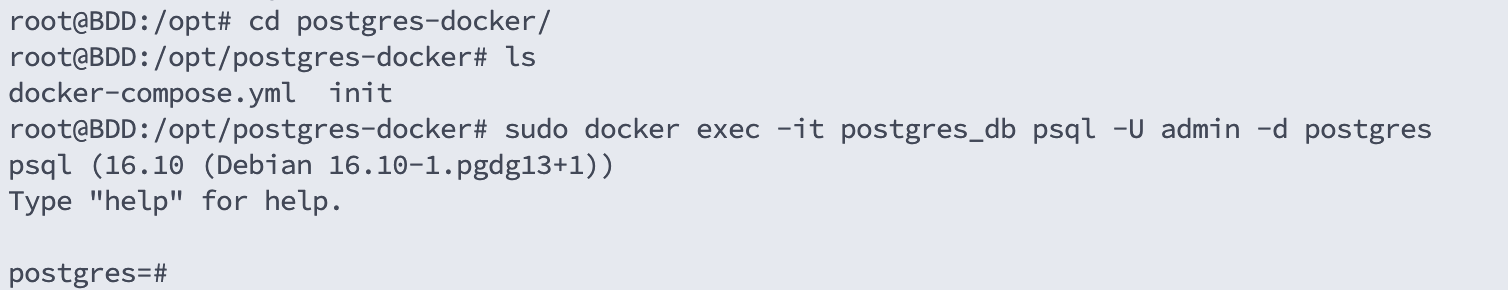 root@BDD:/opt# cd postgres-docker/
root@BDD:/opt/postgres-docker# ls
docker-compose.yml  init
root@BDD:/opt/postgres-docker# sudo docker exec -it postgres_db psql -U admin -d postgres
psql (16.10 (Debian 16.10-1.pgdg13+1))
Type "help" for help.

postgres=#